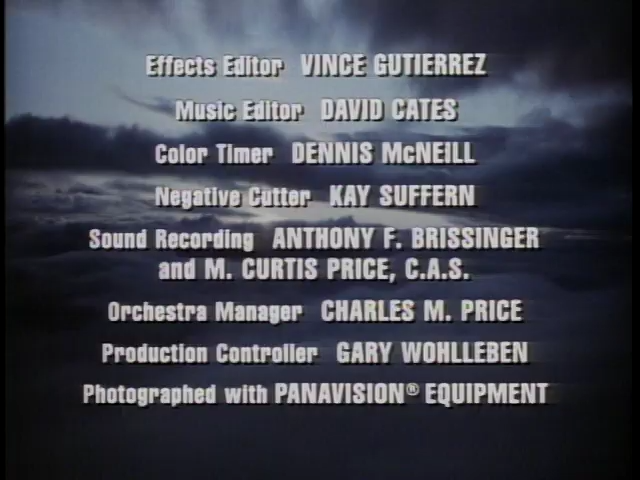 Effects Editor VINCE GUTIERREZ
Music Editor DAVID CATES
Color Timer DENNIS McNEILL
Negative Cutter KAY SUFFERN
Sound Recording ANTHONY F. BRISSINGER
and M. CURTIS PRICE, C.A.S.
Orchestra Manager CHARLES M. PRICE
Production Controller GARY WOHLLEBEN
Photographed with PANAVISION® EQUIPMENT